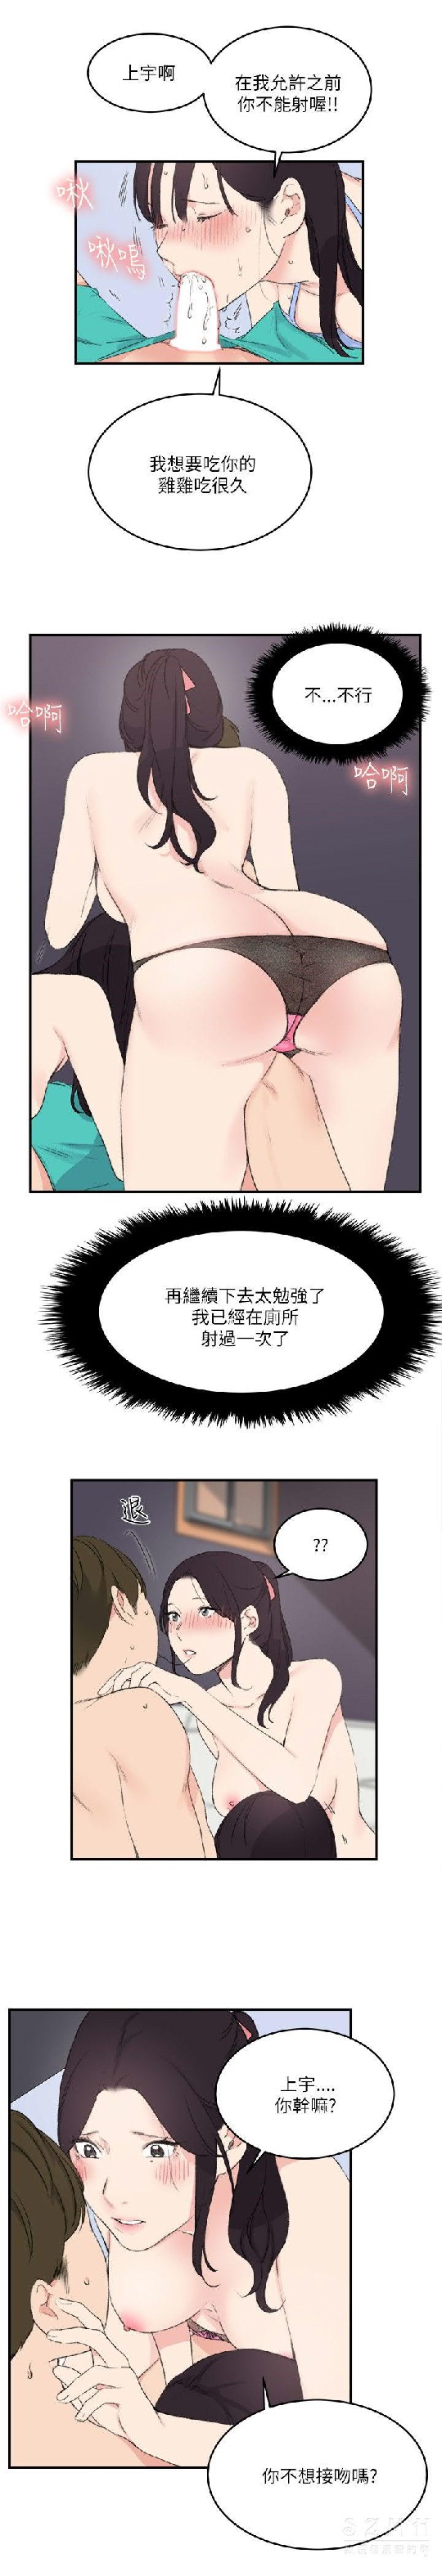 上宇啊
在我允許之前
你不能射喔!!
啾
啾嗚
我想要吃你的
雞雞吃很久
不...不行
哈啊
哈啊
再繼續下去太勉強了
我已經在廁所
射過一次了
退
??
上宇....
你幹嘛?
你不想接吻嗎?